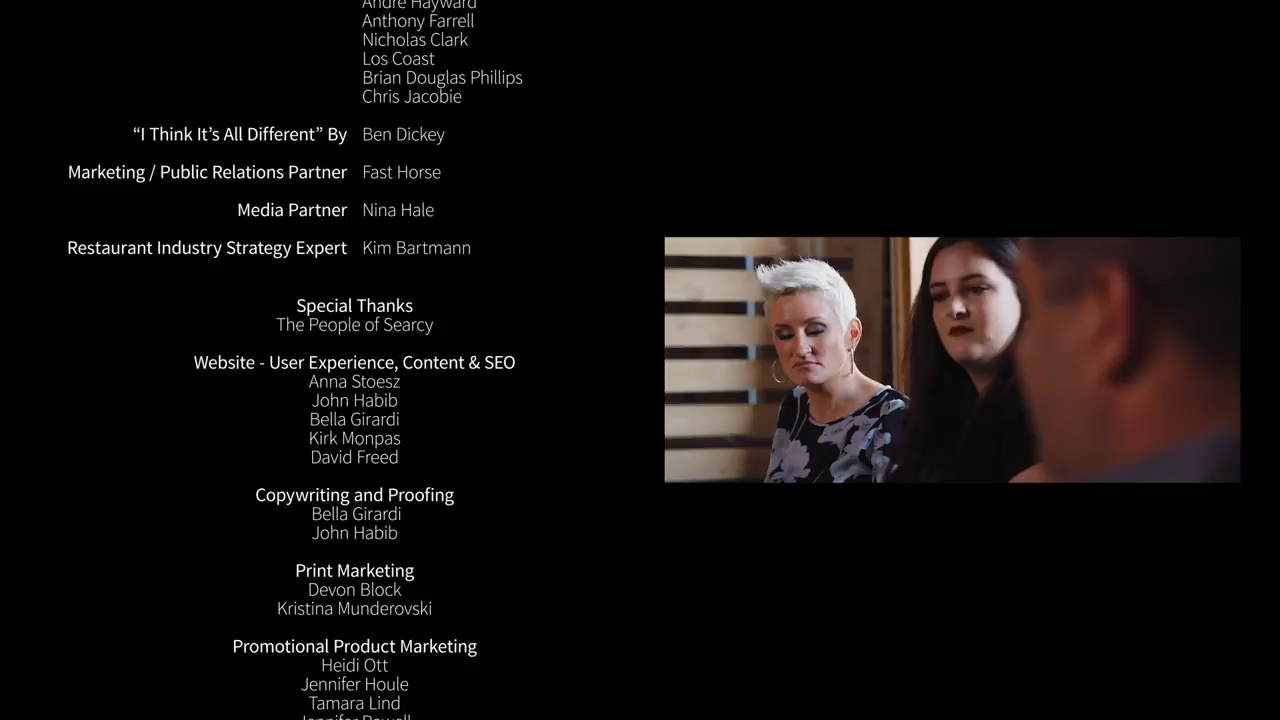 Andre Hayward
Anthony Farrell
Nicholas Clark
Los Coast
Brian Douglas Phillips
Chris Jacobie
“I Think It’s All Different” By Ben Dickey
Marketing / Public Relations Partner Fast Horse
Media Partner Nina Hale
Restaurant Industry Strategy Expert Kim Bartmann
Special Thanks
The People of Searcy
Website - User Experience, Content & SEO
Anna Stoesz
John Habib
Bella Girardi
Kirk Monpas
David Freed
Copywriting and Proofing
Bella Girardi
John Habib
Print Marketing
Devon Block
Kristina Munderovski
Promotional Product Marketing
Heidi Ott
Jennifer Houle
Tamara Lind
Jennifer Powell